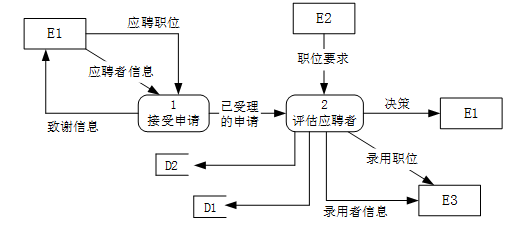 E1
应聘职位
E2
应聘者信息
职位要求
致谢信息
1
接受申请
已受理
的申请
2
评估应聘者
决策
E1
D2
录用职位
D1
录用者信息
E3